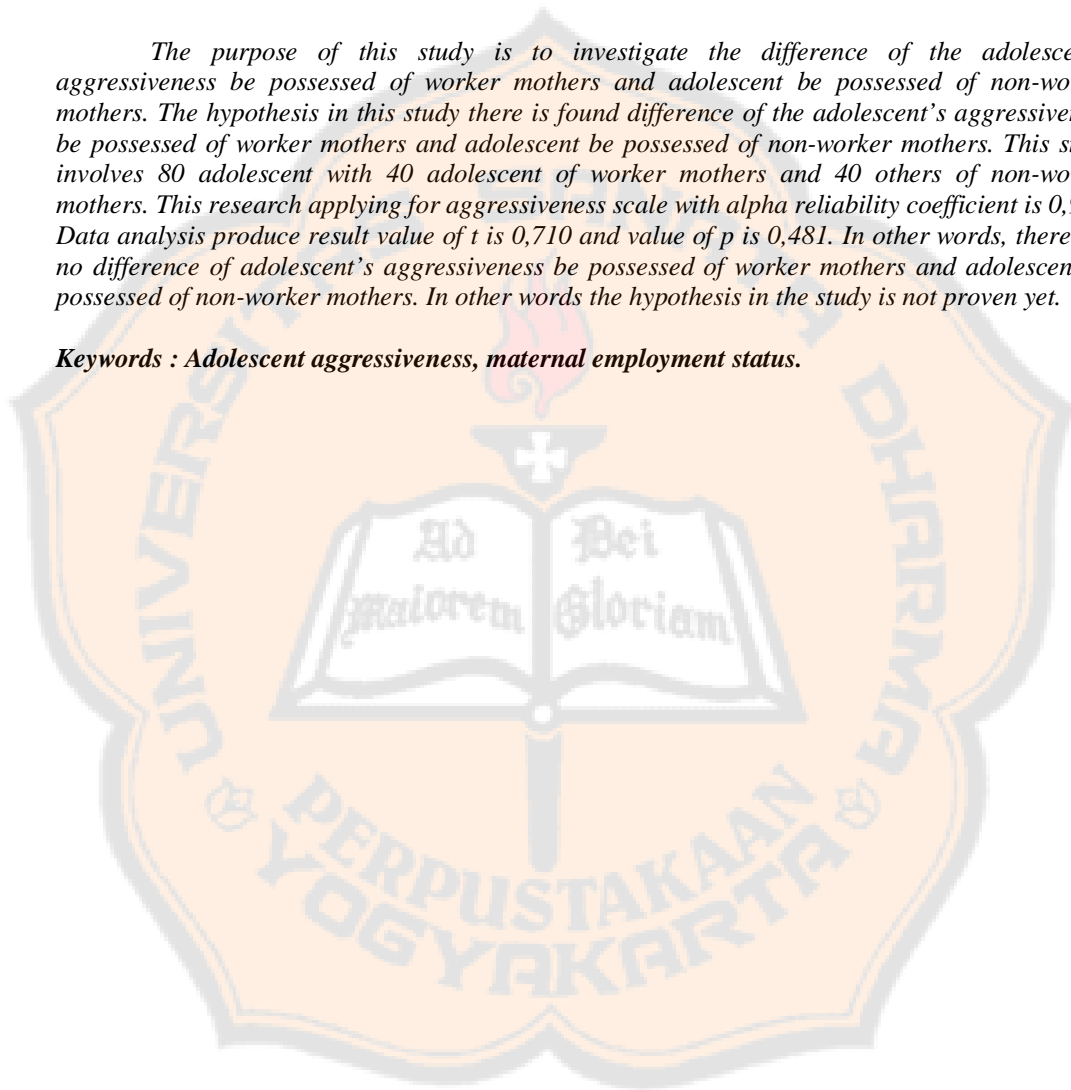 The purpose of this study is to investigate the difference of the adolesce
aggressiveness be possessed of worker mothers and adolescent be possessed of non-wo
mothers. The hypothesis in this study there is found difference of the adolescent's aggressive
be possessed of worker mothers and adolescent be possessed of non-worker mothers. This st
involves 80 adolescent with 40 adolescent of worker mothers and 40 others of non-wo
mothers. This research applying for aggressiveness scale with alpha reliability coefficient is 0,9
Data analysis produce result value of t is 0,710 and value of p is 0,481. In other words, there
no difference of adolescent's aggressiveness be possessed of worker mothers and adolescen
possessed of non-worker mothers. In other words the hypothesis in the study is not proven yet.
Keywords : Adolescent aggressiveness, maternal employment status.
UNIVERSITAS SANATA DHARMA
Ad Dei
Maiorem Gloriam
PERPUSTAKAAN
YOGYAKARTA